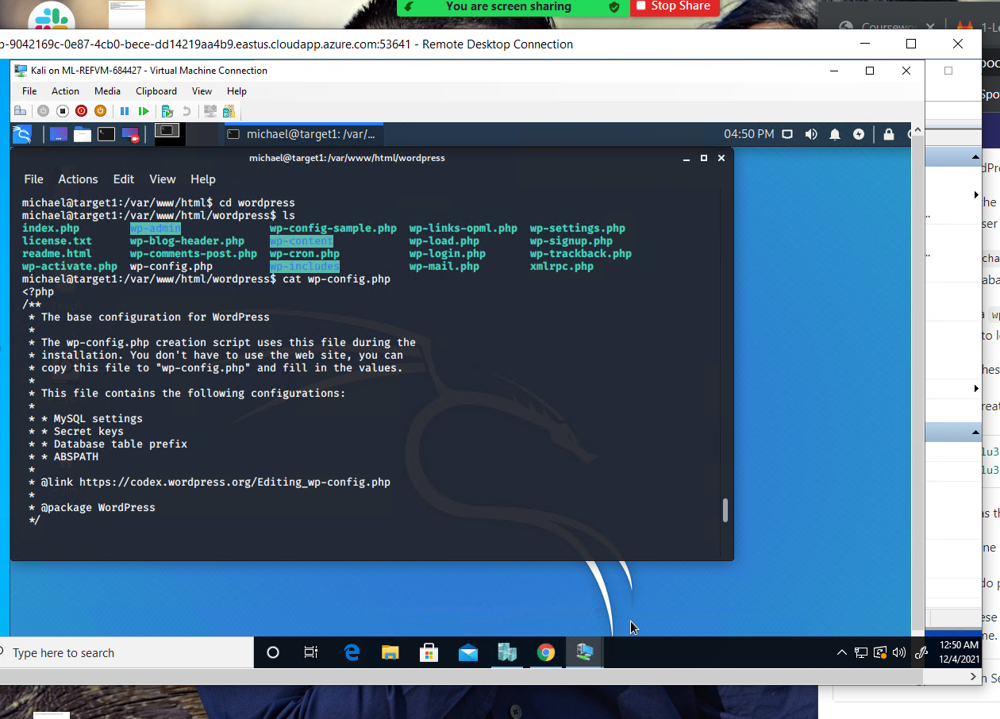 You are screen sharing
Stop Share
Coursewo
1-Le
b-9042169c-0e87-4cb0-bece-dd14219aa4b9.eastus.cloudapp.azure.com:53641 - Remote Desktop Connection
Kali on ML-REFVM-684427 - Virtual Machine Connection
File Action Media Clipboard View Help
michael@target1: /var/...
04:50 PM
michael@target1:/var/www/html/wordpress
File Actions Edit View Help
michael@target1:/var/www/html$ cd wordpress
michael@target1:/var/www/html/wordpress$ ls
index.php wp-admin wp-config-sample.php wp-links-opml.php wp-settings.php
license.txt wp-blog-header.php wp-content wp-load.php wp-signup.php
readme.html wp-comments-post.php wp-cron.php wp-login.php wp-trackback.php
wp-activate.php wp-config.php wp-includes wp-mail.php xmlrpc.php
michael@target1:/var/www/html/wordpress$ cat wp-config.php
<?php
/**
* The base configuration for WordPress
*
* The wp-config.php creation script uses this file during the
* installation. You don't have to use the web site, you can
* copy this file to "wp-config.php" and fill in the values.
*
* This file contains the following configurations:
*
* * MySQL settings
* * Secret keys
* * Database table prefix
* * ABSPATH
*
* @link https://codex.wordpress.org/Editing_wp-config.php
*
* @package WordPress
*/
Type here to search
12:50 AM
12/4/2021